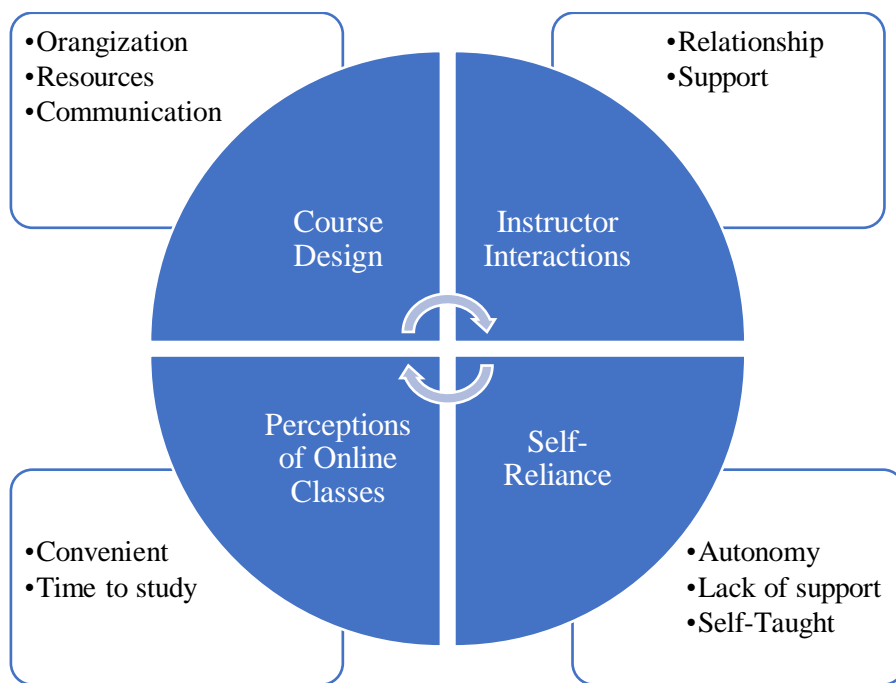 •Orangization
•Resources
•Communication
•Relationship
•Support
Course
Design
Instructor
Interactions
Perceptions
of Online
Classes
Self-
Reliance
•Convenient
•Time to study
•Autonomy
•Lack of support
•Self-Taught